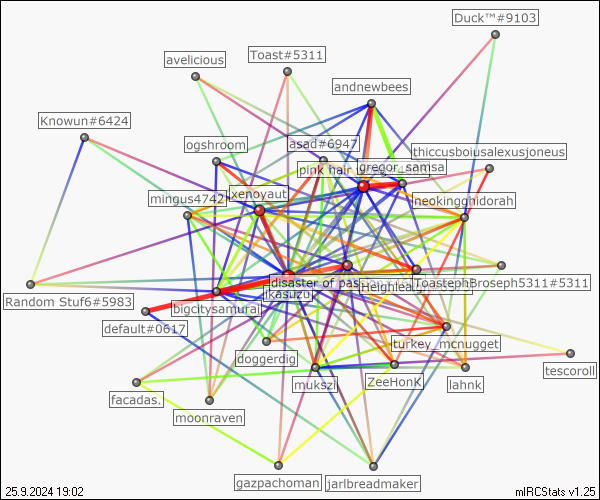 Duck™#9103
Toast#5311
avelicious
andnewbees
Knowun#6424
ogshroom
asad#6947
thiccusboiusalexusjoneus
pink hair
gregor_samsa
mingus4742
xenoyaut
neokingghidorah
disaster of pas
ToastephBroseph5311#5311
Random Stuf6#5983
ikasuzu
bigcitysamurai
default#0617
turkey_mcnugget
doggerdig
tescoroll
mukszi
ZeeHonK
lahnk
facadas.
moonraven
gazpachoman
jarlbreadmaker
25.9.2024 19:02
mIRCStats v1.25